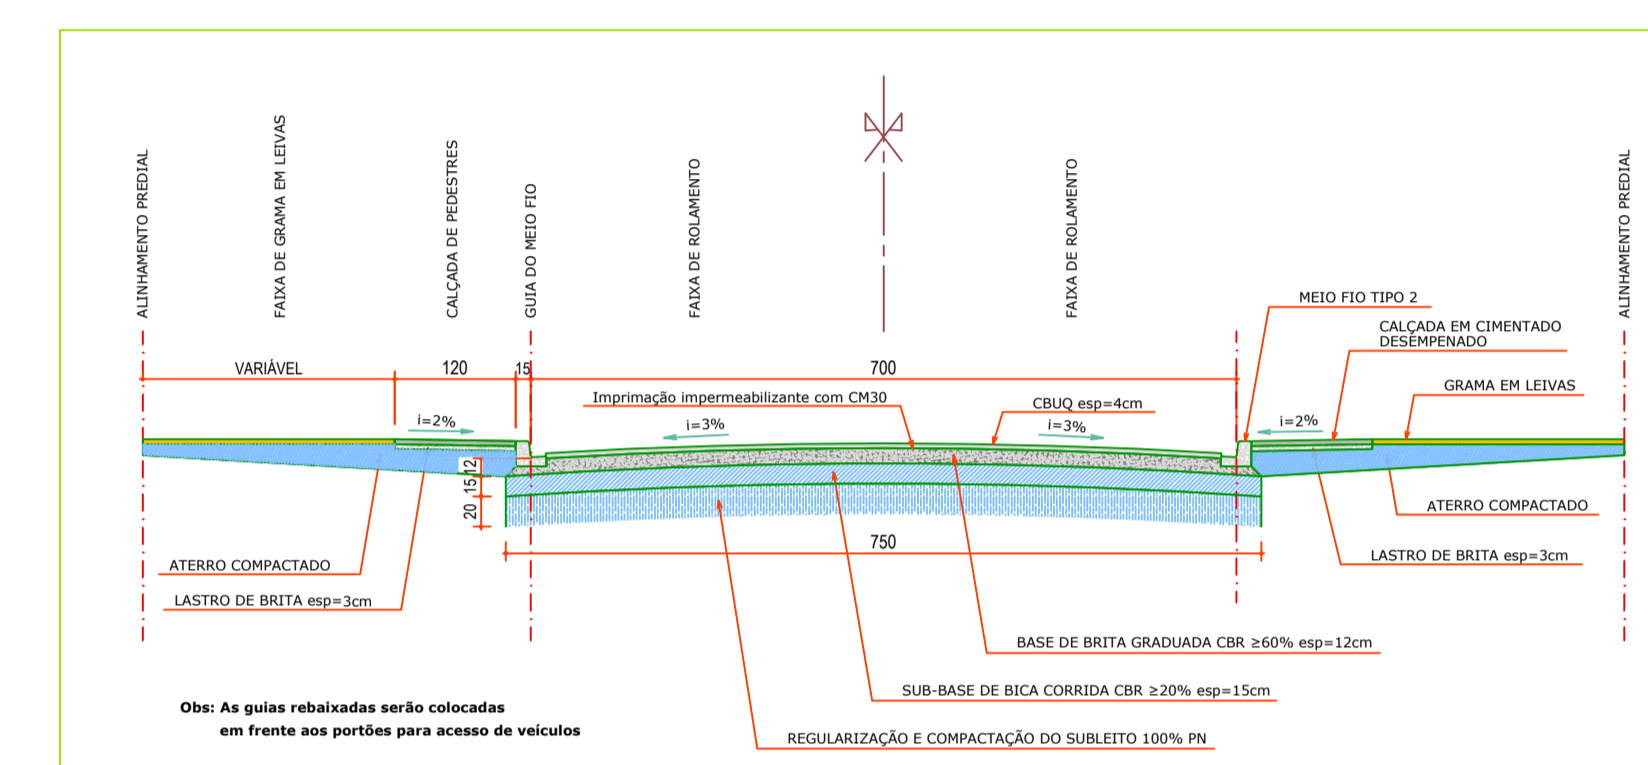 ALINHAMENTO PREDIAL
FAIXA DE GRAMA EM LEIVAS
CALÇADA DE PEDESTRES
GUIA DO MEIO FIO
FAIXA DE ROLAMENTO
FAIXA DE ROLAMENTO
ALINHAMENTO PREDIAL
MEIO FIO TIPO 2
CALÇADA EM CIMENTADO
DESEMPENADO
VARIÁVEL
120
15
700
GRAMA EM LEIVAS
Imprimação impermeabilizante com CM30
CBUQ esp=4cm
i=2%
i=3%
i=3%
i=2%
12
15
20
ATERRO COMPACTADO
750
LASTRO DE BRITA esp=3cm
ATERRO COMPACTADO
LASTRO DE BRITA esp=3cm
BASE DE BRITA GRADUADA CBR ≥60% esp=12cm
SUB-BASE DE BICA CORRIDA CBR ≥20% esp=15cm
REGULARIZAÇÃO E COMPACTAÇÃO DO SUBLEITO 100% PN
Obs: As guias rebaixadas serão colocadas
em frente aos portões para acesso de veículos